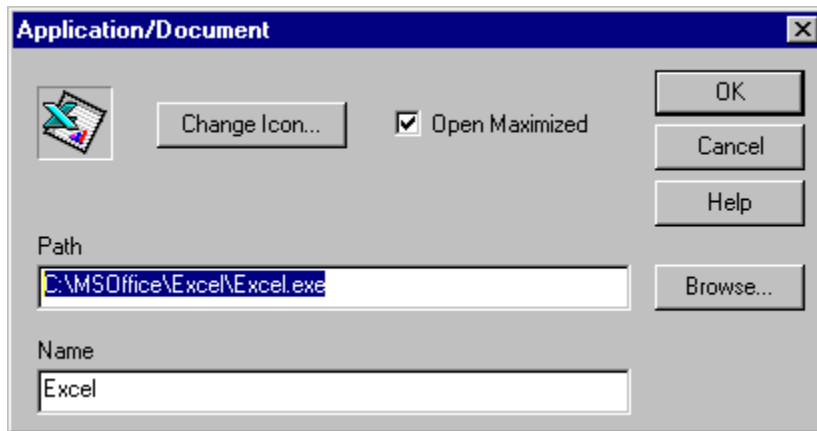 Application/Document
Change Icon...
Open Maximized
OK
Cancel
Help
Path
C:\MSOffice\Excel\Excel.exe
Browse...
Name
Excel